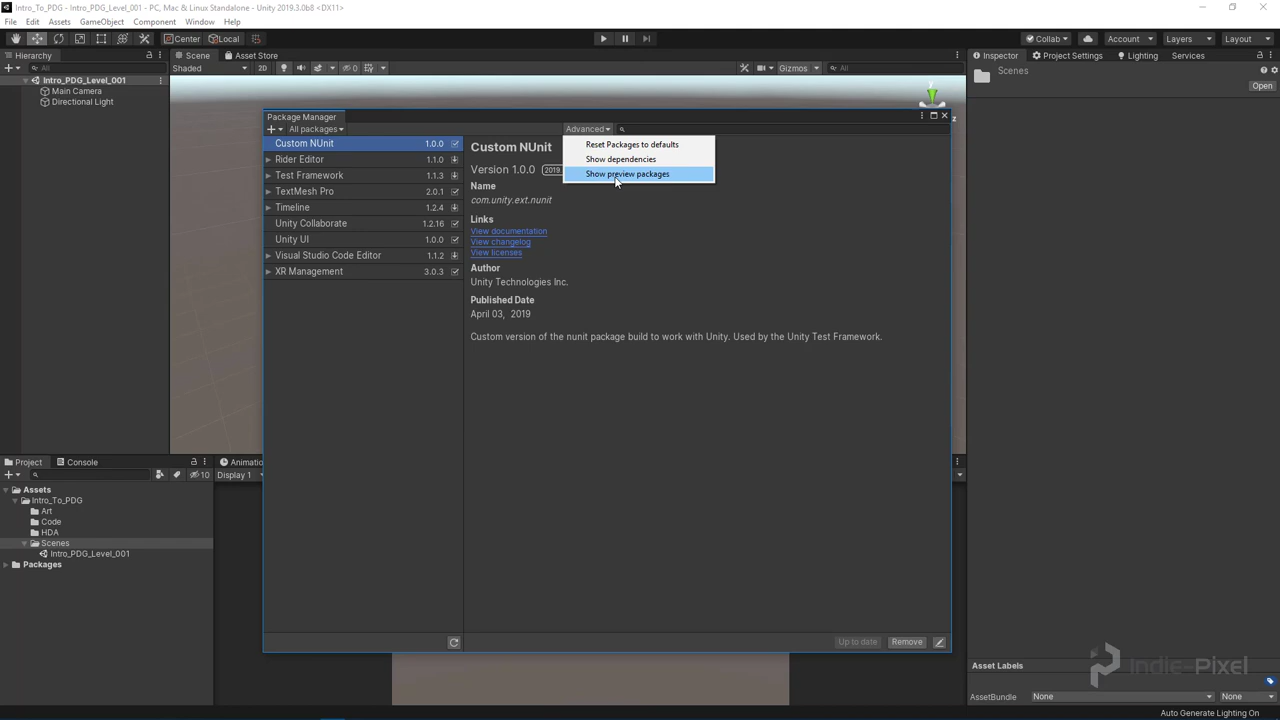 Intro_To_PDG - Intro_PDG_Level_001 - PC, Mac & Linux Standalone - Unity 2019.3.0b8 <DX11>
File Edit Assets GameObject Component Window Help
Center Local Collab Account Layers Layout
Hierarchy
All
Intro_PDG_Level_001
Main Camera
Directional Light
Scene Asset Store
Shaded 2D 0 Gizmos All
y
z
Package Manager
All packages Advanced
Custom NUnit 1.0.0
Rider Editor 1.1.0
Test Framework 1.1.3
TextMesh Pro 2.0.1
Timeline 1.2.4
Unity Collaborate 1.2.16
Unity UI 1.0.0
Visual Studio Code Editor 1.1.2
XR Management 3.0.3
Reset Packages to defaults
Show dependencies
Show preview packages
Custom NUnit
Version 1.0.0 2019
Name
com.unity.ext.nunit
Links
View documentation
View changelog
View licenses
Author
Unity Technologies Inc.
Published Date
April 03, 2019
Custom version of the nunit package build to work with Unity. Used by the Unity Test Framework.
Up to date Remove
Inspector Project Settings Lighting Services
Scenes
Open
Project Console
10
Assets
Intro_To_PDG
Art
Code
HDA
Scenes
Intro_PDG_Level_001
Packages
Animatio
Display 1
Indie-Pixel
Asset Labels
AssetBundle None None
Auto Generate Lighting On